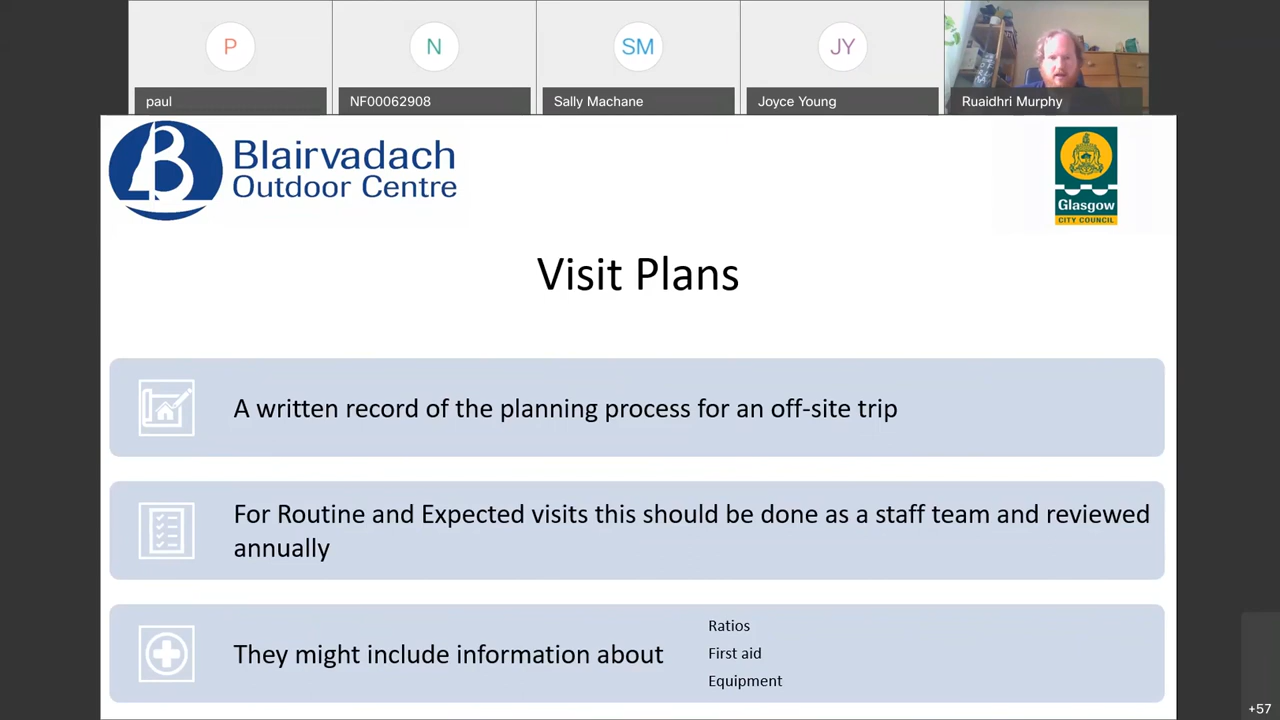 P
N
SM
JY
paul
NF00062908
Sally Machane
Joyce Young
Ruaidhri Murphy
B
Blairvadach
Outdoor Centre
Glasgow
CITY COUNCIL
Visit Plans
A written record of the planning process for an off-site trip
For Routine and Expected visits this should be done as a staff team and reviewed
annually
They might include information about
Ratios
First aid
Equipment
+57